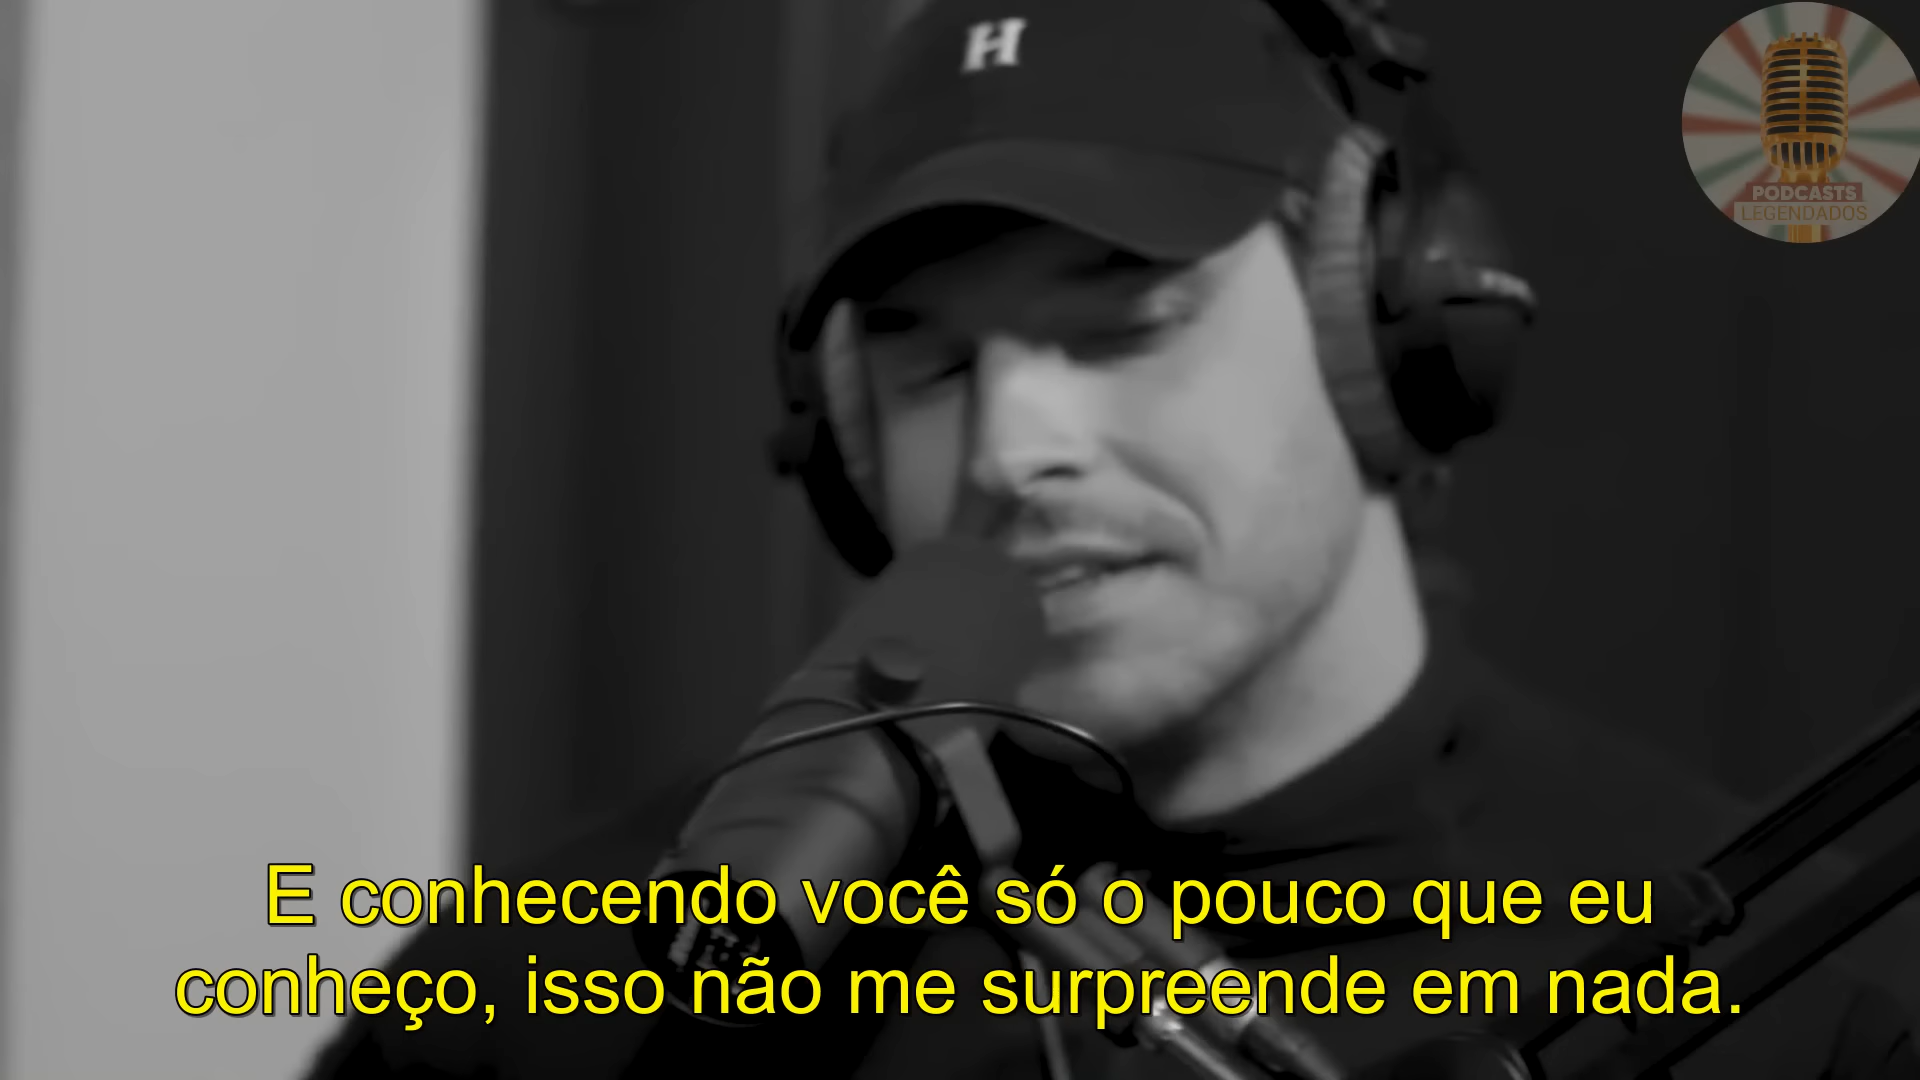 H
PODCASTS
LEGENDADOS
E conhecendo você só o pouco que eu
conheço, isso não me surpreende em nada.